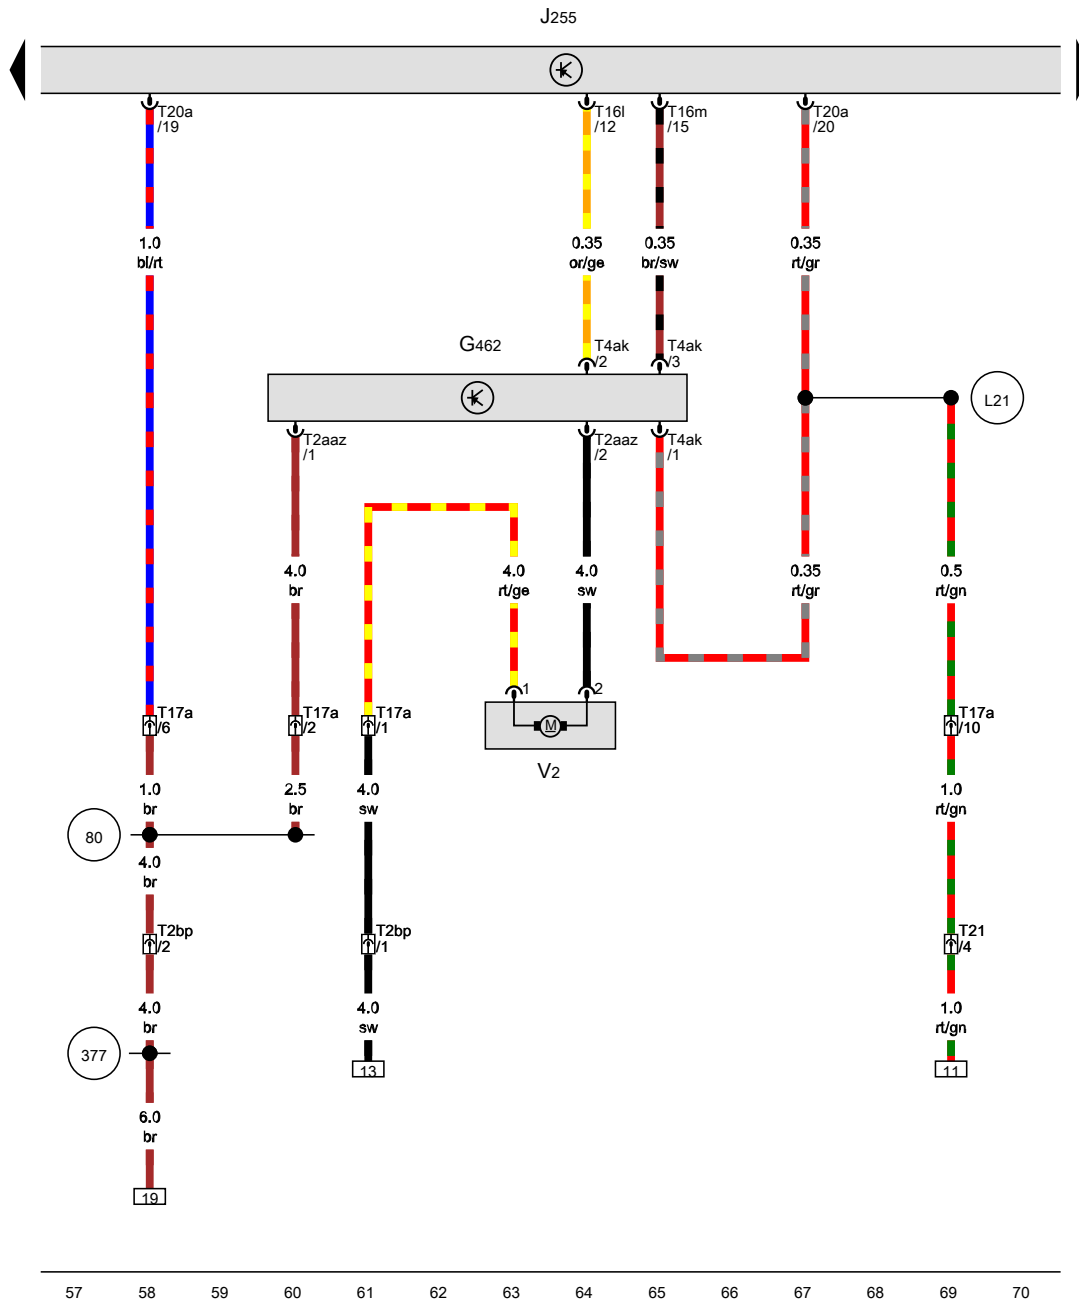 J255
T20a
/19
T16l
/12
T16m
/15
T20a
/20
1.0
bl/rt
0.35
or/ge
0.35
br/sw
0.35
rt/gr
G462
T4ak
/2
T4ak
/3
L21
T2aaz
/1
T2aaz
/2
T4ak
/1
4.0
br
4.0
rt/ge
4.0
sw
0.35
rt/gr
0.5
rt/gn
1
2
M
V2
T17a
/6
T17a
/2
T17a
/1
T17a
/10
1.0
br
2.5
br
4.0
sw
1.0
rt/gn
80
4.0
br
T2bp
/2
T2bp
/1
T21
/4
4.0
br
4.0
sw
1.0
rt/gn
377
13
11
6.0
br
19
57 58 59 60 61 62 63 64 65 66 67 68 69 70